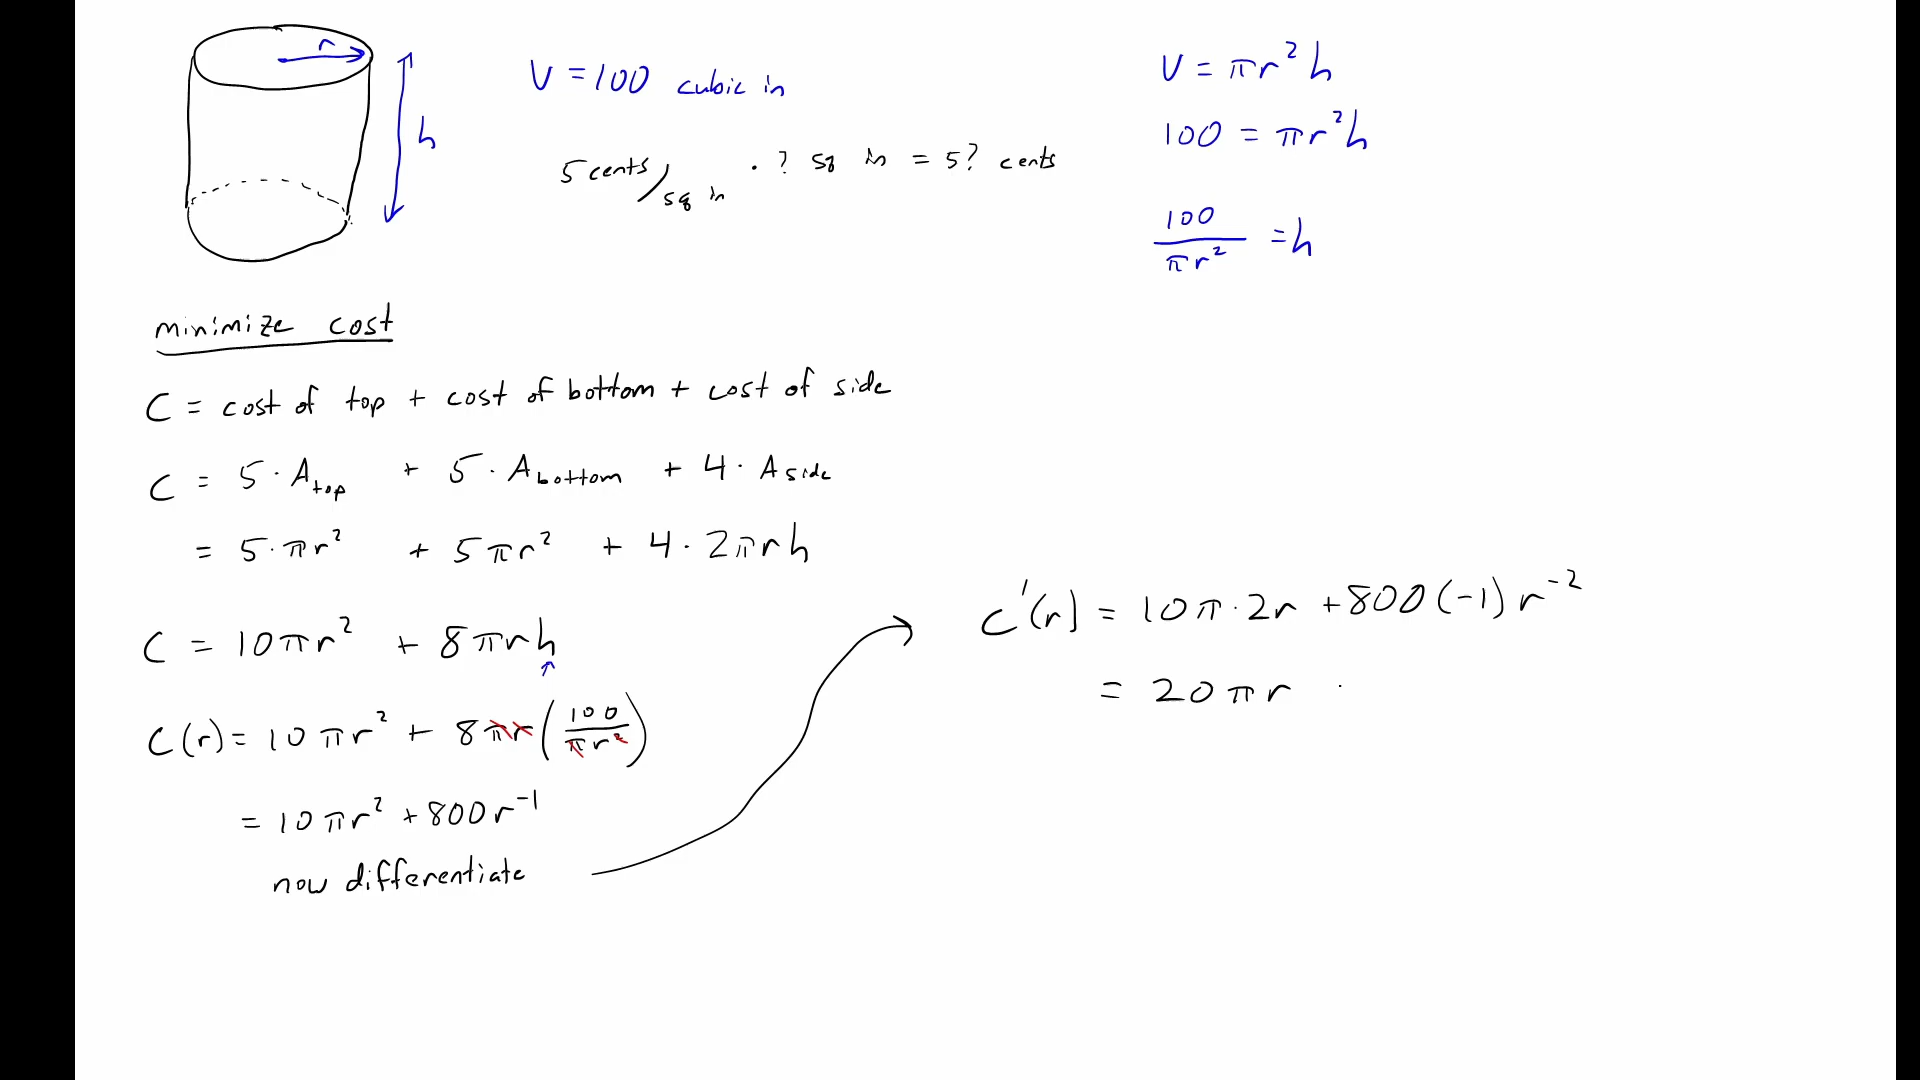 r
h
V = 100 cubic in
5 cents/sq in · ? sq in = 5? cents
V = πr²h
100 = πr²h
100/πr² = h
minimize cost
C = cost of top + cost of bottom + cost of side
C = 5 · A_top + 5 · A_bottom + 4 · A_side
= 5 · πr² + 5πr² + 4 · 2πrh
C = 10πr² + 8πrh
C(r) = 10πr² + 8πr(100/πr²)
= 10πr² + 800r⁻¹
now differentiate
C'(r) = 10π · 2r + 800(-1)r⁻²
= 20πr